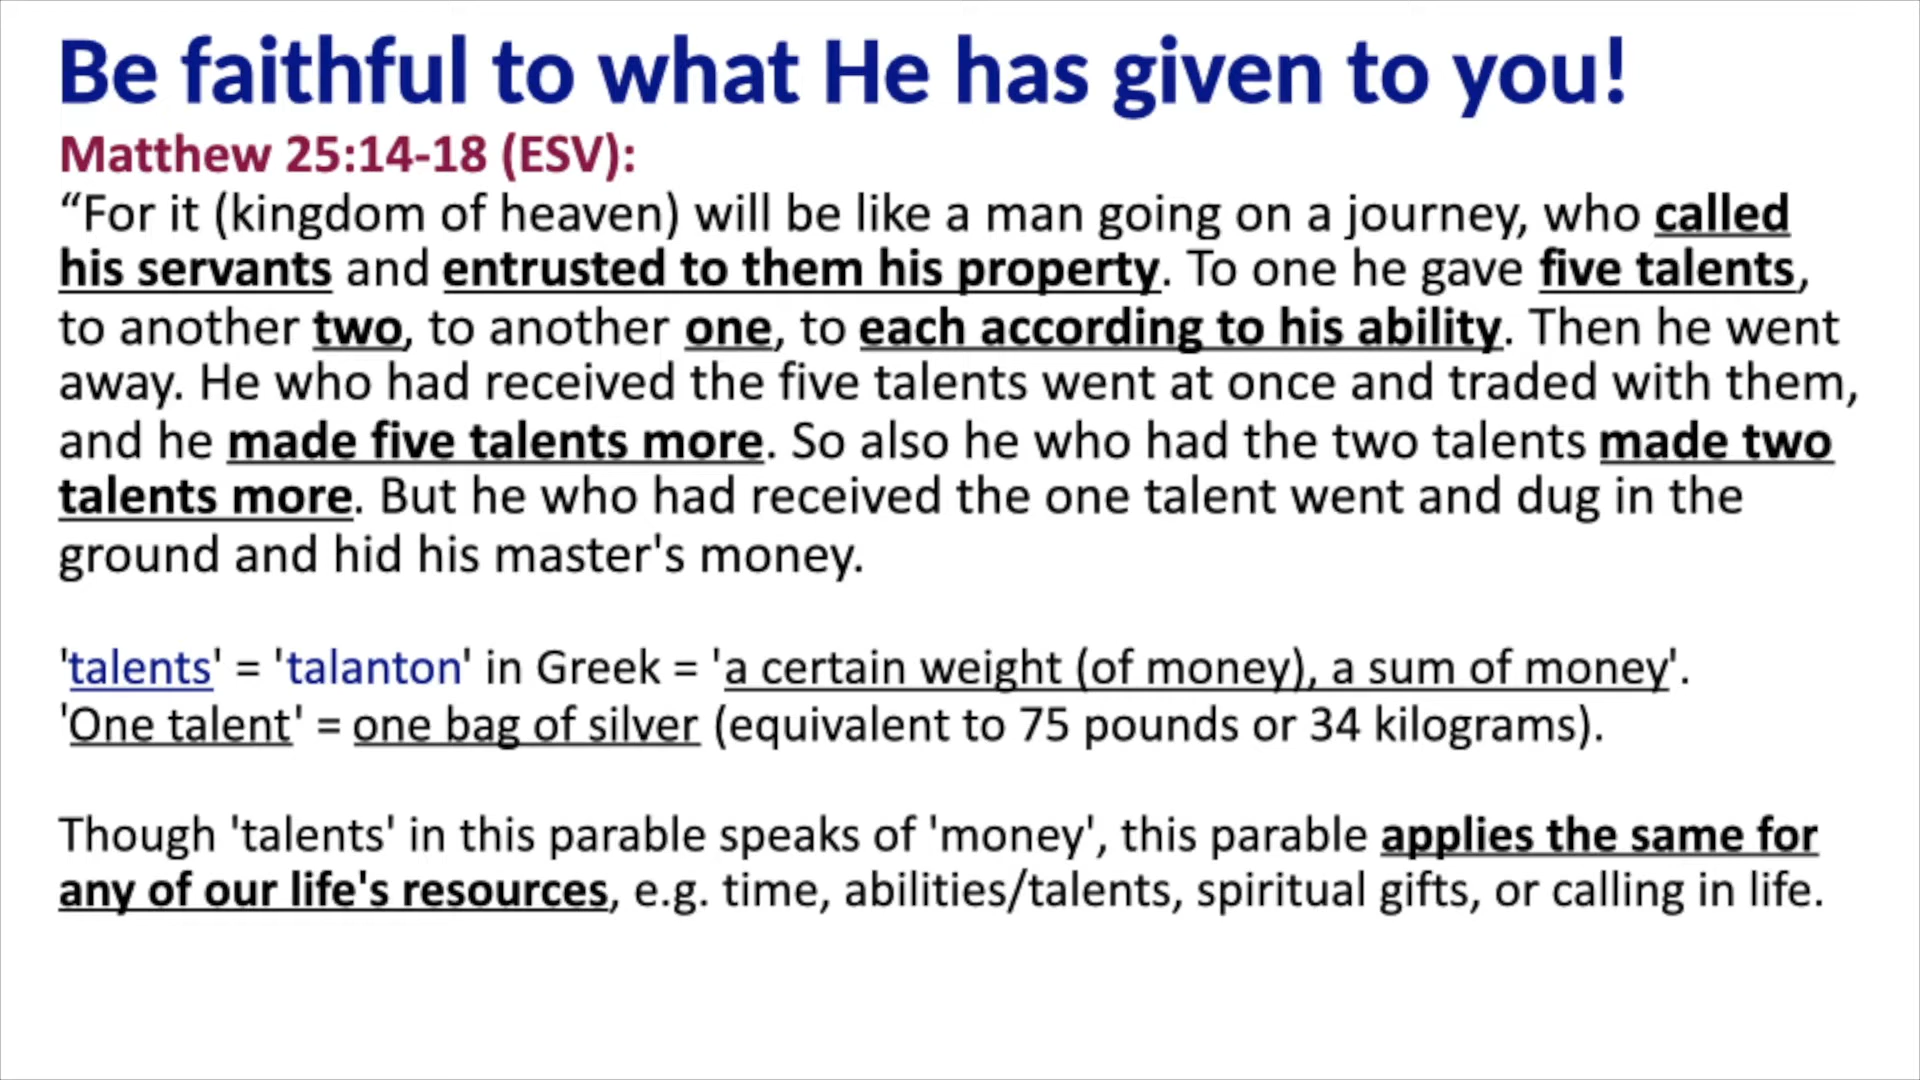 Be faithful to what He has given to you!
Matthew 25:14-18 (ESV):
“For it (kingdom of heaven) will be like a man going on a journey, who called
his servants and entrusted to them his property. To one he gave five talents,
to another two, to another one, to each according to his ability. Then he went
away. He who had received the five talents went at once and traded with them,
and he made five talents more. So also he who had the two talents made two
talents more. But he who had received the one talent went and dug in the
ground and hid his master's money.
'talents' = 'talanton' in Greek = 'a certain weight (of money), a sum of money'.
'One talent' = one bag of silver (equivalent to 75 pounds or 34 kilograms).
Though 'talents' in this parable speaks of 'money', this parable applies the same for
any of our life's resources, e.g. time, abilities/talents, spiritual gifts, or calling in life.